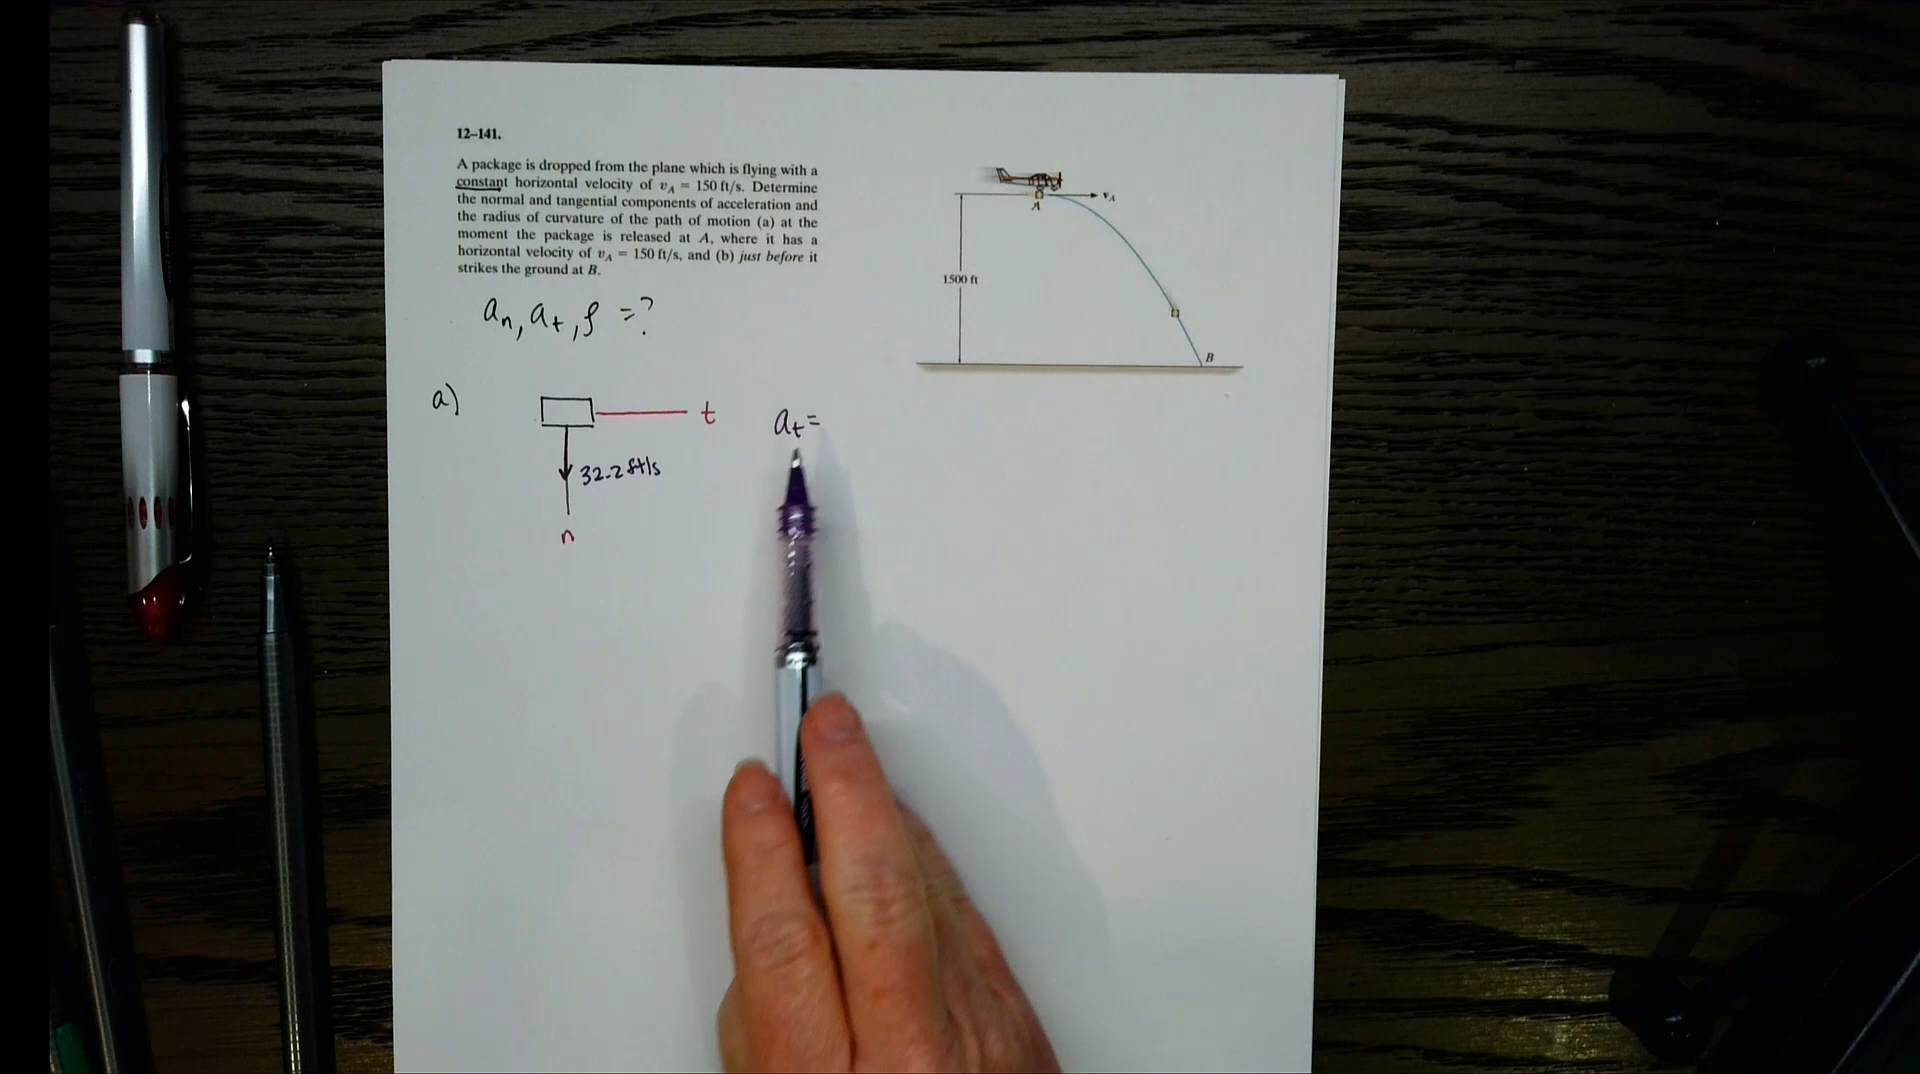 12–141.
A package is dropped from the plane which is flying with a
constant horizontal velocity of vA = 150 ft/s. Determine
the normal and tangential components of acceleration and
the radius of curvature of the path of motion (a) at the
moment the package is released at A, where it has a
horizontal velocity of vA = 150 ft/s, and (b) just before it
strikes the ground at B.
vA
A
1500 ft
B
an, at, ρ =?
a)
t
at=
32.2 ft/s
n